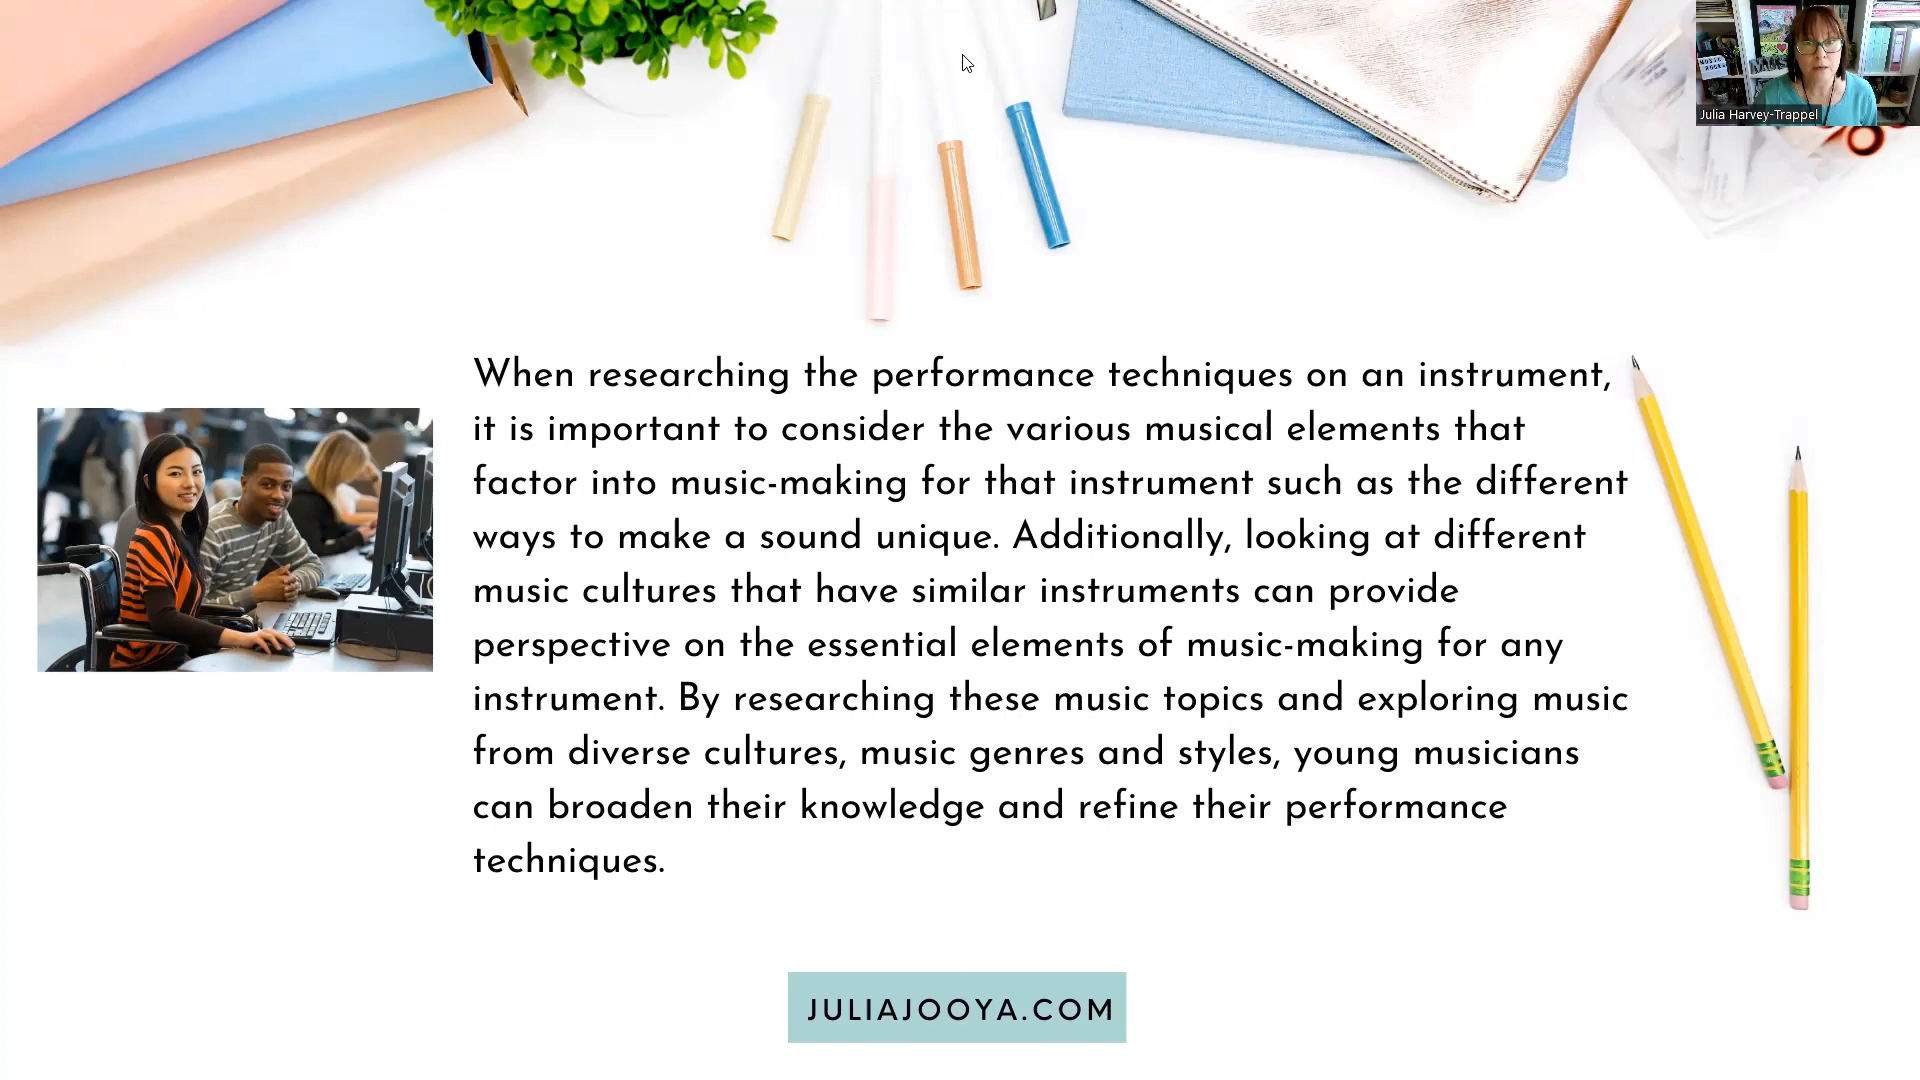 MUSIC
ROCKS
Julia Harvey-Trappel
When researching the performance techniques on an instrument,
it is important to consider the various musical elements that
factor into music-making for that instrument such as the different
ways to make a sound unique. Additionally, looking at different
music cultures that have similar instruments can provide
perspective on the essential elements of music-making for any
instrument. By researching these music topics and exploring music
from diverse cultures, music genres and styles, young musicians
can broaden their knowledge and refine their performance
techniques.
JULIAJOOYA.COM